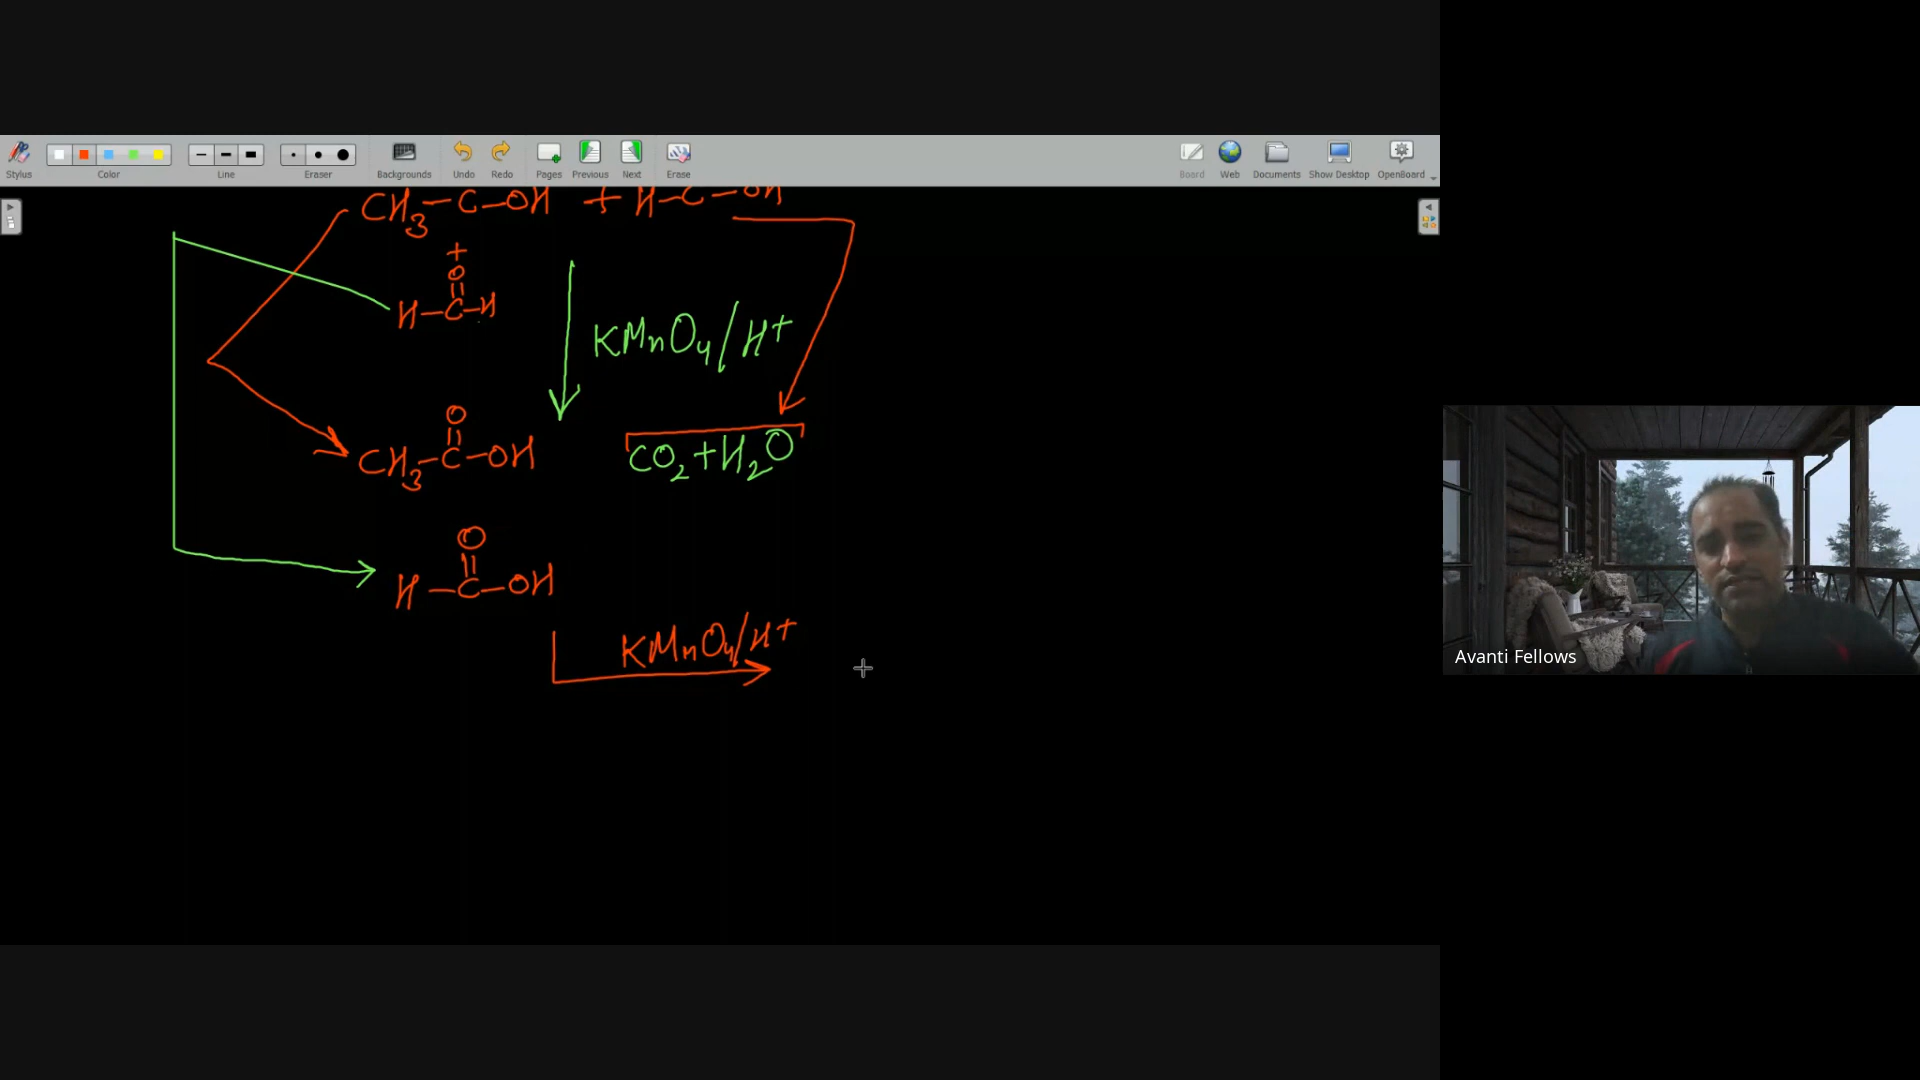 Stylus Color Line Eraser Backgrounds Undo Redo Pages Previous Next Erase Board Web Documents Show Desktop OpenBoard
CH3-C-OH + H-C-OH
+
O
H-C-H
KMnO4/H+
O
CH3-C-OH
CO2+H2O
O
H-C-OH
KMnO4/H+
Avanti Fellows